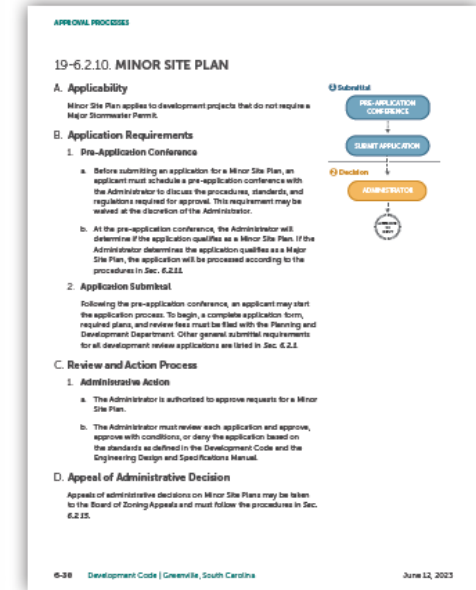 APPROVAL PROCESSES
19-6.2.10. MINOR SITE PLAN
A. Applicability
Minor Site Plan applies to development projects that do not require a
Major Stormwater Permit.
B. Application Requirements
1. Pre-Application Conference
a. Before submitting an application for a Minor Site Plan, an
applicant must schedule a pre-application conference with
the Administrator to discuss the procedures, standards, and
regulations required for approval. This requirement may be
waived at the discretion of the Administrator.
b. At the pre-application conference, the Administrator will
determine if the application qualifies as a Minor Site Plan. If the
Administrator determines the application qualifies as a Major
Site Plan, the application will be processed according to the
procedures in Sec. 6.2.11.
2. Application Submittal
Following the pre-application conference, an applicant may start
the application process. To begin, a complete application form,
required plans, and review fees must be filed with the Planning and
Development Department. Other general submittal requirements
for all development review applications are listed in Sec. 6.2.1.
C. Review and Action Process
1. Administrative Action
a. The Administrator is authorized to approve requests for a Minor
Site Plan.
b. The Administrator must review each application and approve,
approve with conditions, or deny the application based on
the standards as defined in the Development Code and the
Engineering Design and Specifications Manual.
D. Appeal of Administrative Decision
Appeals of administrative decisions on Minor Site Plans may be taken
to the Board of Zoning Appeals and must follow the procedures in Sec.
6.2.15.
1 Submittal
PRE-APPLICATION
CONFERENCE
SUBMIT APPLICATION
2 Decision
ADMINISTRATOR
6-38 Development Code | Greenville, South Carolina
June 12, 2023